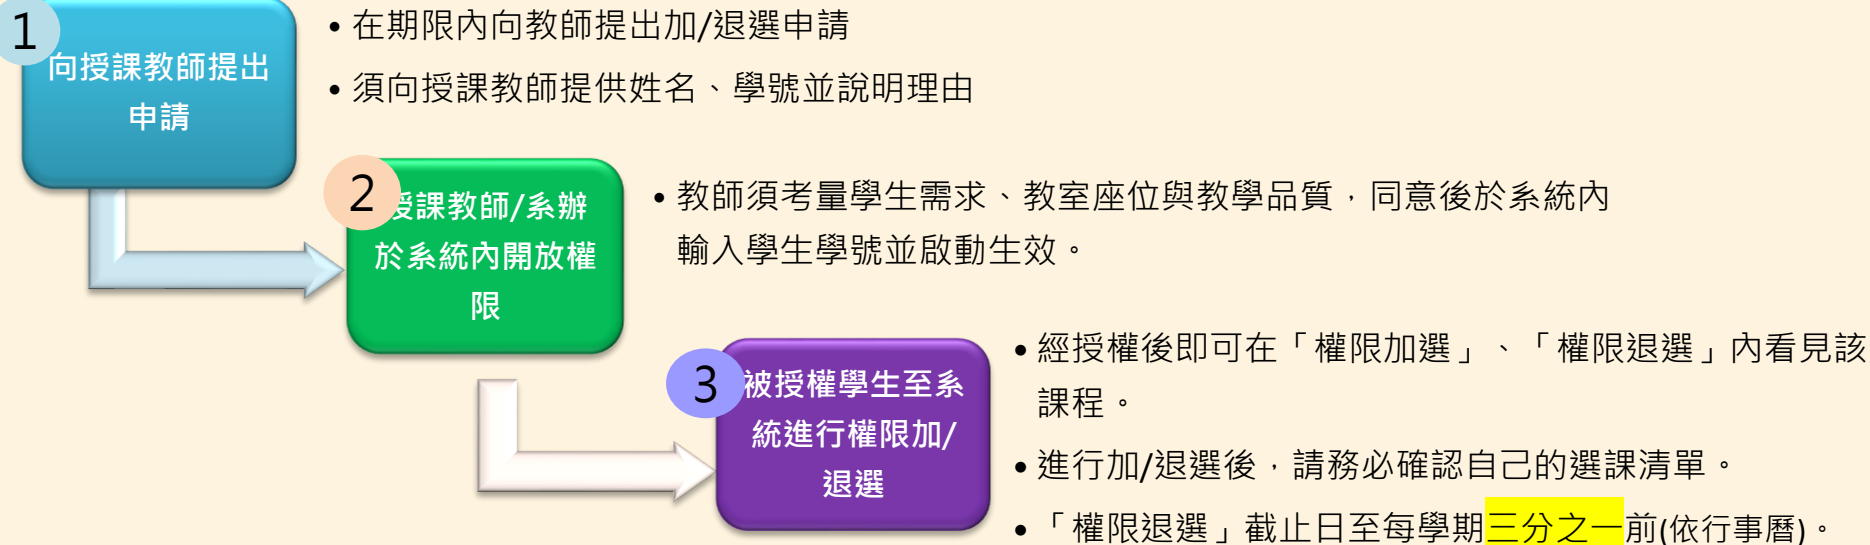 1
向授課教師提出
申請
• 在期限內向教師提出加/退選申請
• 須向授課教師提供姓名、學號並說明理由
2
授課教師/系辦
於系統內開放權
限
• 教師須考量學生需求、教室座位與教學品質，同意後於系統內
輸入學生學號並啟動生效。
3
被授權學生至系
統進行權限加/
退選
• 經授權後即可在「權限加選」、「權限退選」內看見該
課程。
• 進行加/退選後，請務必確認自己的選課清單。
• 「權限退選」截止日至每學期三分之一前(依行事曆)。